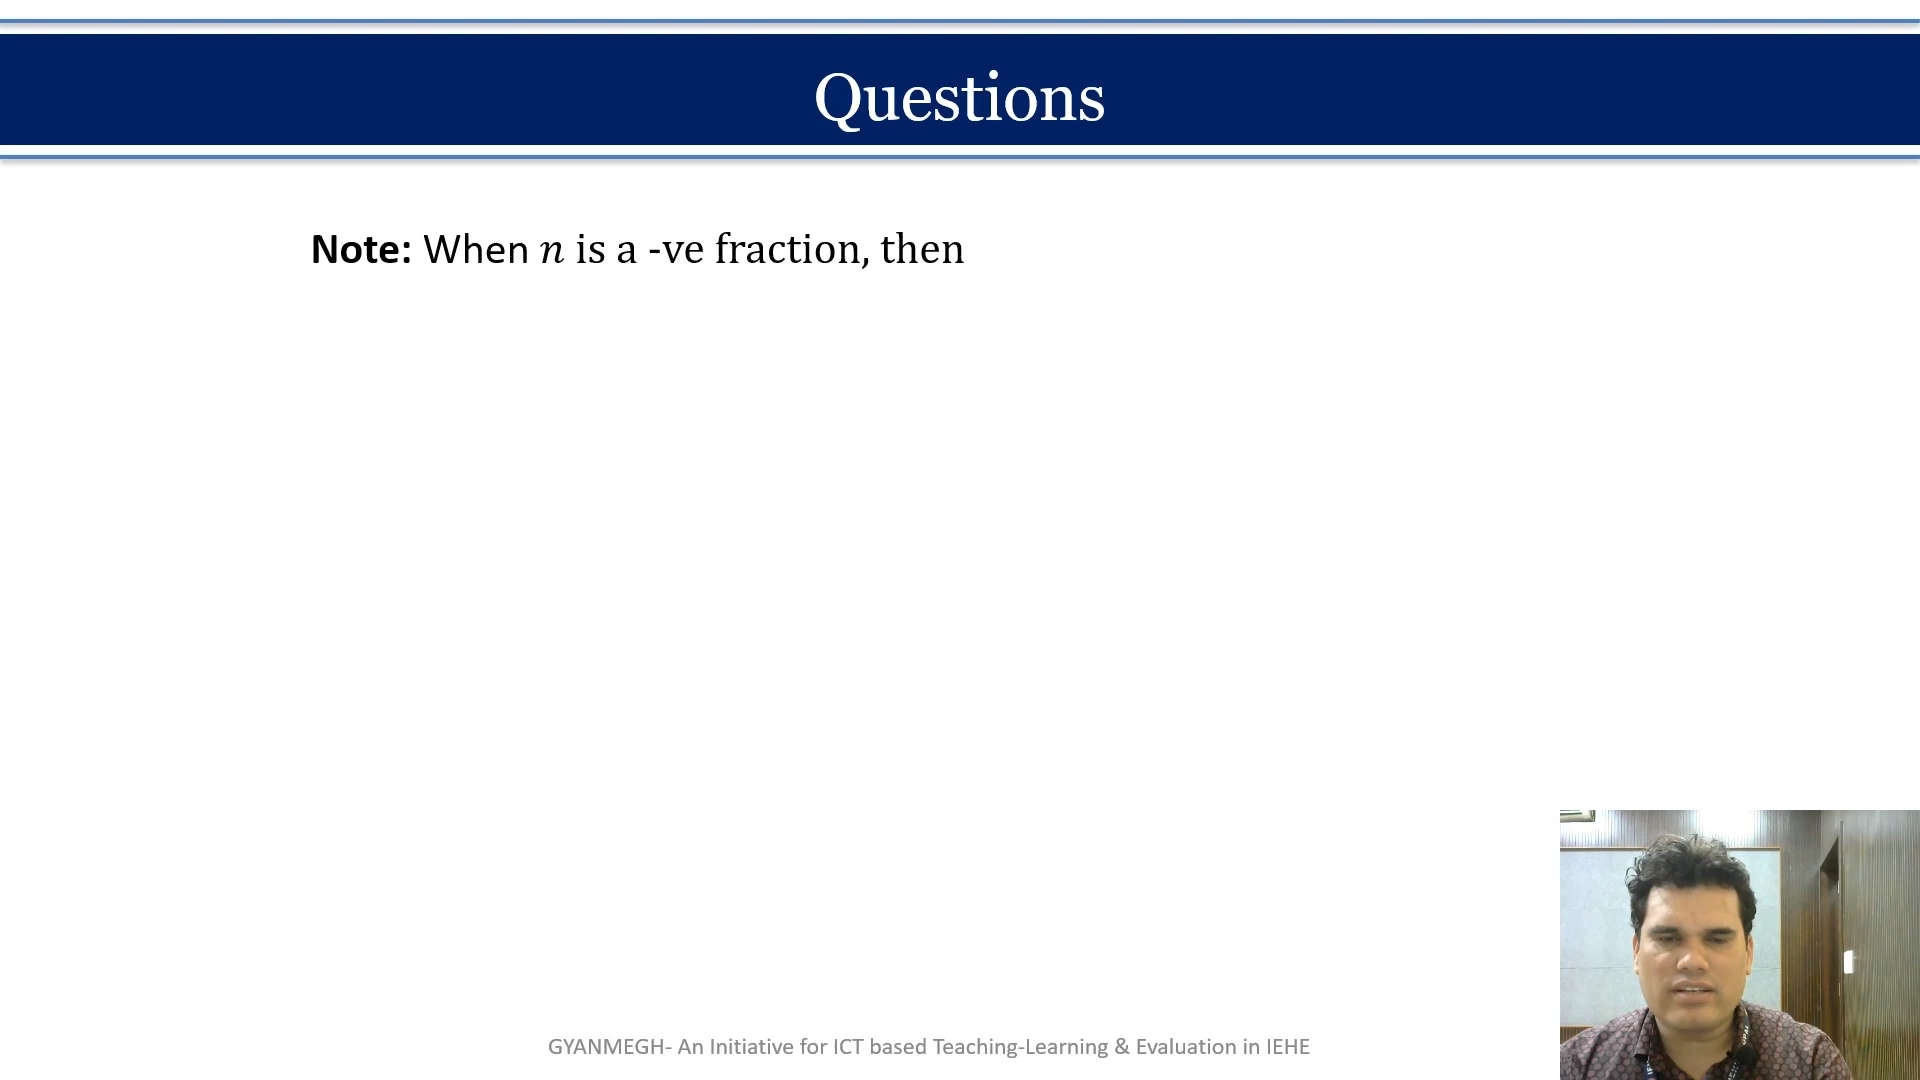 Questions
Note: When n is a -ve fraction, then
GYANMEGH- An Initiative for ICT based Teaching-Learning & Evaluation in IEHE